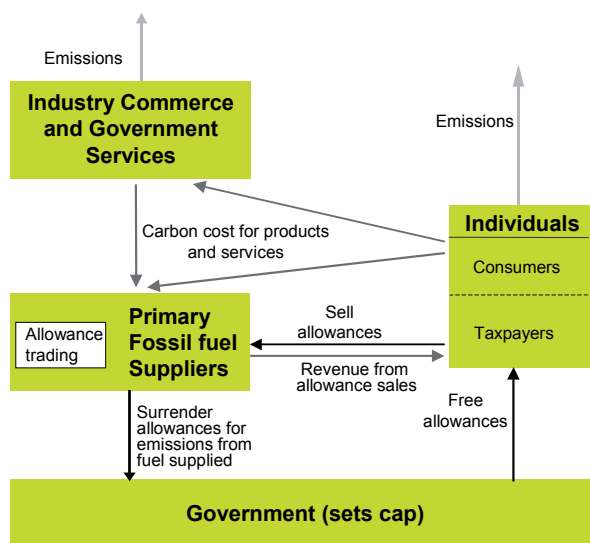 Emissions
Industry Commerce
and Government
Services
Emissions
Individuals
Carbon cost for products
and services
Consumers
Allowance
trading
Primary
Fossil fuel
Suppliers
Sell
allowances
Taxpayers
Revenue from
allowance sales
Surrender
allowances for
emissions from
fuel supplied
Free
allowances
Government (sets cap)